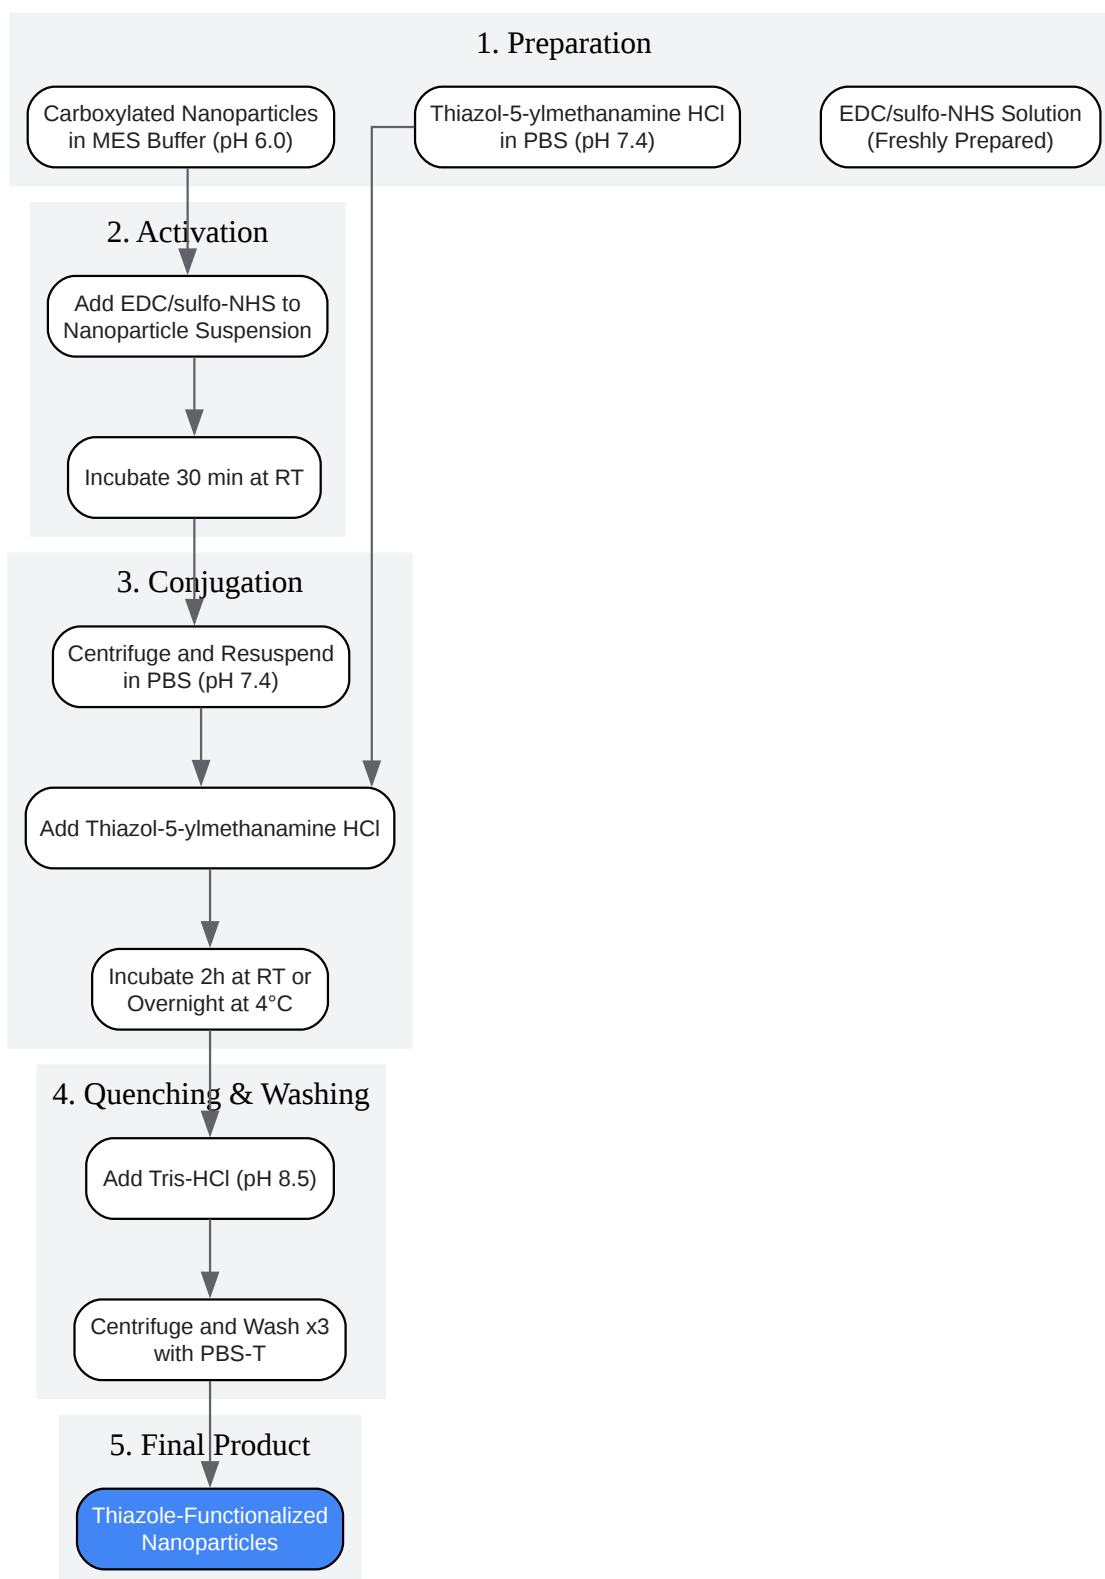 1. Preparation
Carboxylated Nanoparticles
in MES Buffer (pH 6.0)
Thiazol-5-ylmethanamine HCl
in PBS (pH 7.4)
EDC/sulfo-NHS Solution
(Freshly Prepared)
2. Activation
Add EDC/sulfo-NHS to
Nanoparticle Suspension
Incubate 30 min at RT
3. Conjugation
Centrifuge and Resuspend
in PBS (pH 7.4)
Add Thiazol-5-ylmethanamine HCl
Incubate 2h at RT or
Overnight at 4°C
4. Quenching & Washing
Add Tris-HCl (pH 8.5)
Centrifuge and Wash x3
with PBS-T
5. Final Product
Thiazole-Functionalized
Nanoparticles